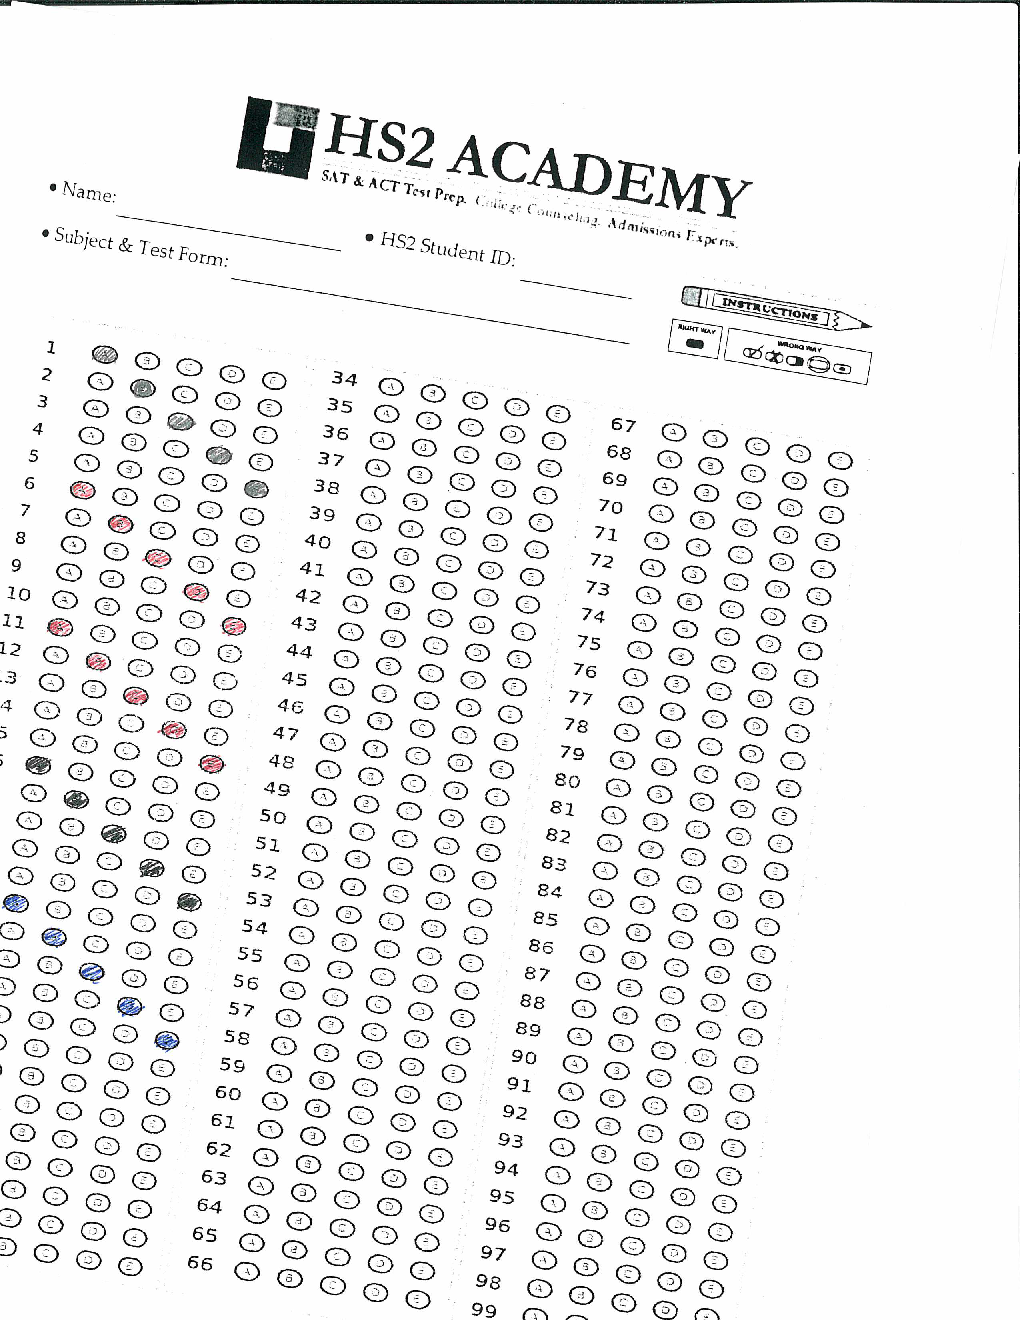 HS2 ACADEMY
SAT & ACT Test Prep. College Counseling. Admissions Experts.
• Name:
• HS2 Student ID:
• Subject & Test Form:
INSTRUCTIONS
RIGHT WAY
WRONG WAY
1 B C D E
2 A C D E
3 A B D E
4 A B C E
5 A B C D
6 B C D E
7 A C D E
8 A B D E
9 A B C E
10 A B C D
11 B C D E
12 A C D E
3 A B D E
4 A B C E
5 A B C D
B C D E
A C D E
A B D E
A B C E
A B C D
B C D E
A C D E
A B D E
B C E
B C D
B C D E
B C D E
B C D E
B C D E
B C D E
B C D E
B C D E
B C D E
34 A B C D E
35 A B C D E
36 A B C D E
37 A B C D E
38 A B C D E
39 A B C D E
40 A B C D E
41 A B C D E
42 A B C D E
43 A B C D E
44 A B C D E
45 A B C D E
46 A B C D E
47 A B C D E
48 A B C D E
49 A B C D E
50 A B C D E
51 A B C D E
52 A B C D E
53 A B C D E
54 A B C D E
55 A B C D E
56 A B C D E
57 A B C D E
58 A B C D E
59 A B C D E
60 A B C D E
61 A B C D E
62 A B C D E
63 A B C D E
64 A B C D E
65 A B C D E
66 A B C D E
67 A B C D E
68 A B C D E
69 A B C D E
70 A B C D E
71 A B C D E
72 A B C D E
73 A B C D E
74 A B C D E
75 A B C D E
76 A B C D E
77 A B C D E
78 A B C D E
79 A B C D E
80 A B C D E
81 A B C D E
82 A B C D E
83 A B C D E
84 A B C D E
85 A B C D E
86 A B C D E
87 A B C D E
88 A B C D E
89 A B C D E
90 A B C D E
91 A B C D E
92 A B C D E
93 A B C D E
94 A B C D E
95 A B C D E
96 A B C D E
97 A B C D E
98 A B C D E
99 A B C D E